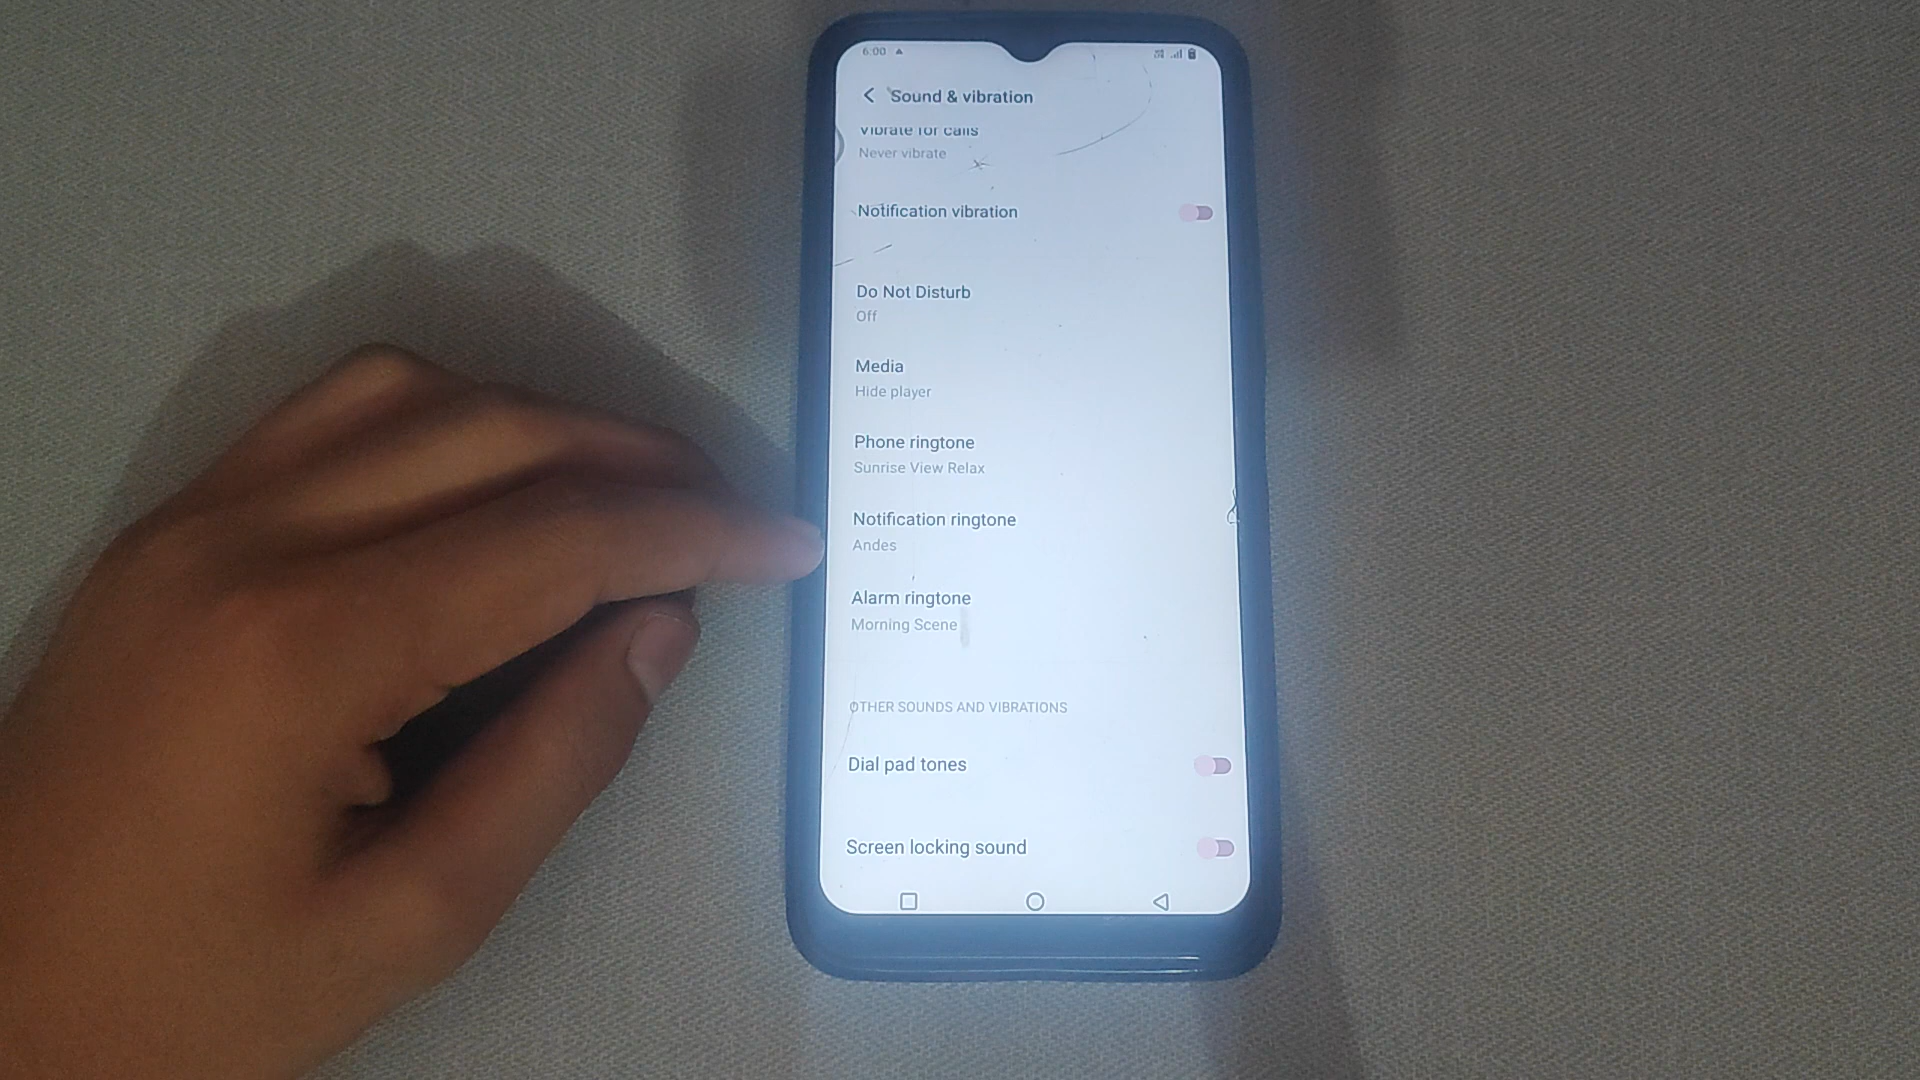 6:00
Sound & vibration
Vibrate for calls
Never vibrate
Notification vibration
Do Not Disturb
Off
Media
Hide player
Phone ringtone
Sunrise View Relax
Notification ringtone
Andes
Alarm ringtone
Morning Scene
OTHER SOUNDS AND VIBRATIONS
Dial pad tones
Screen locking sound